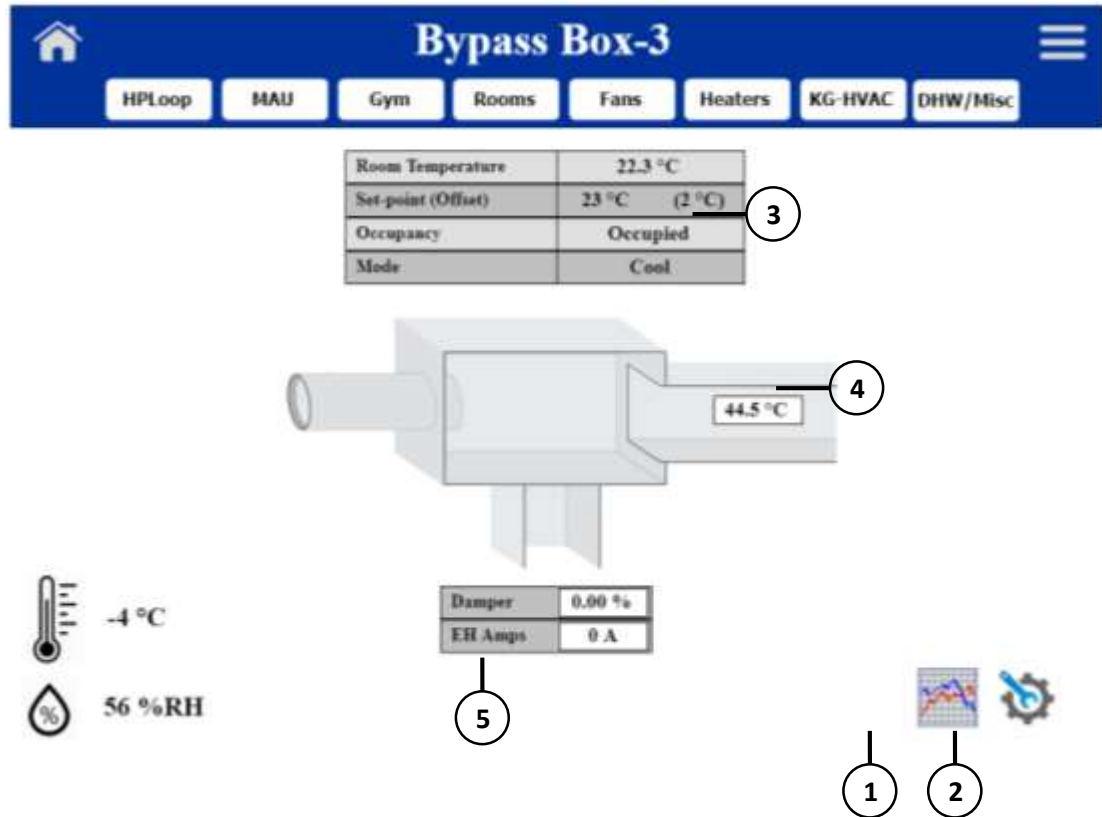 Bypass Box-3
HPLoop MAU Gym Rooms Fans Heaters KG-HVAC DHW/Misc
Room Temperature 22.3 °C
Set-point (Offset) 23 °C (2 °C)
3
Occupancy Occupied
Mode Cool
4
44.5 °C
Damper 0.00 %
-4 °C
EH Amps 0 A
%
56 %RH
5
1
2